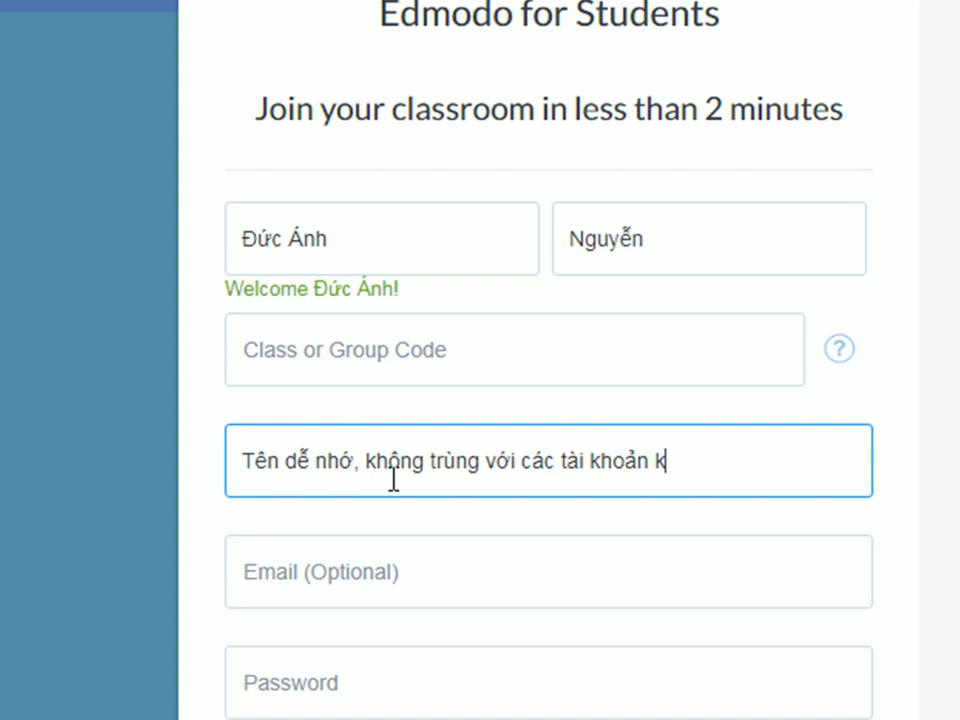 Edmodo for Students
Join your classroom in less than 2 minutes
Đức Ánh
Nguyễn
Welcome Đức Ánh!
Class or Group Code
?
Tên dễ nhớ, không trùng với các tài khoản k
Email (Optional)
Password